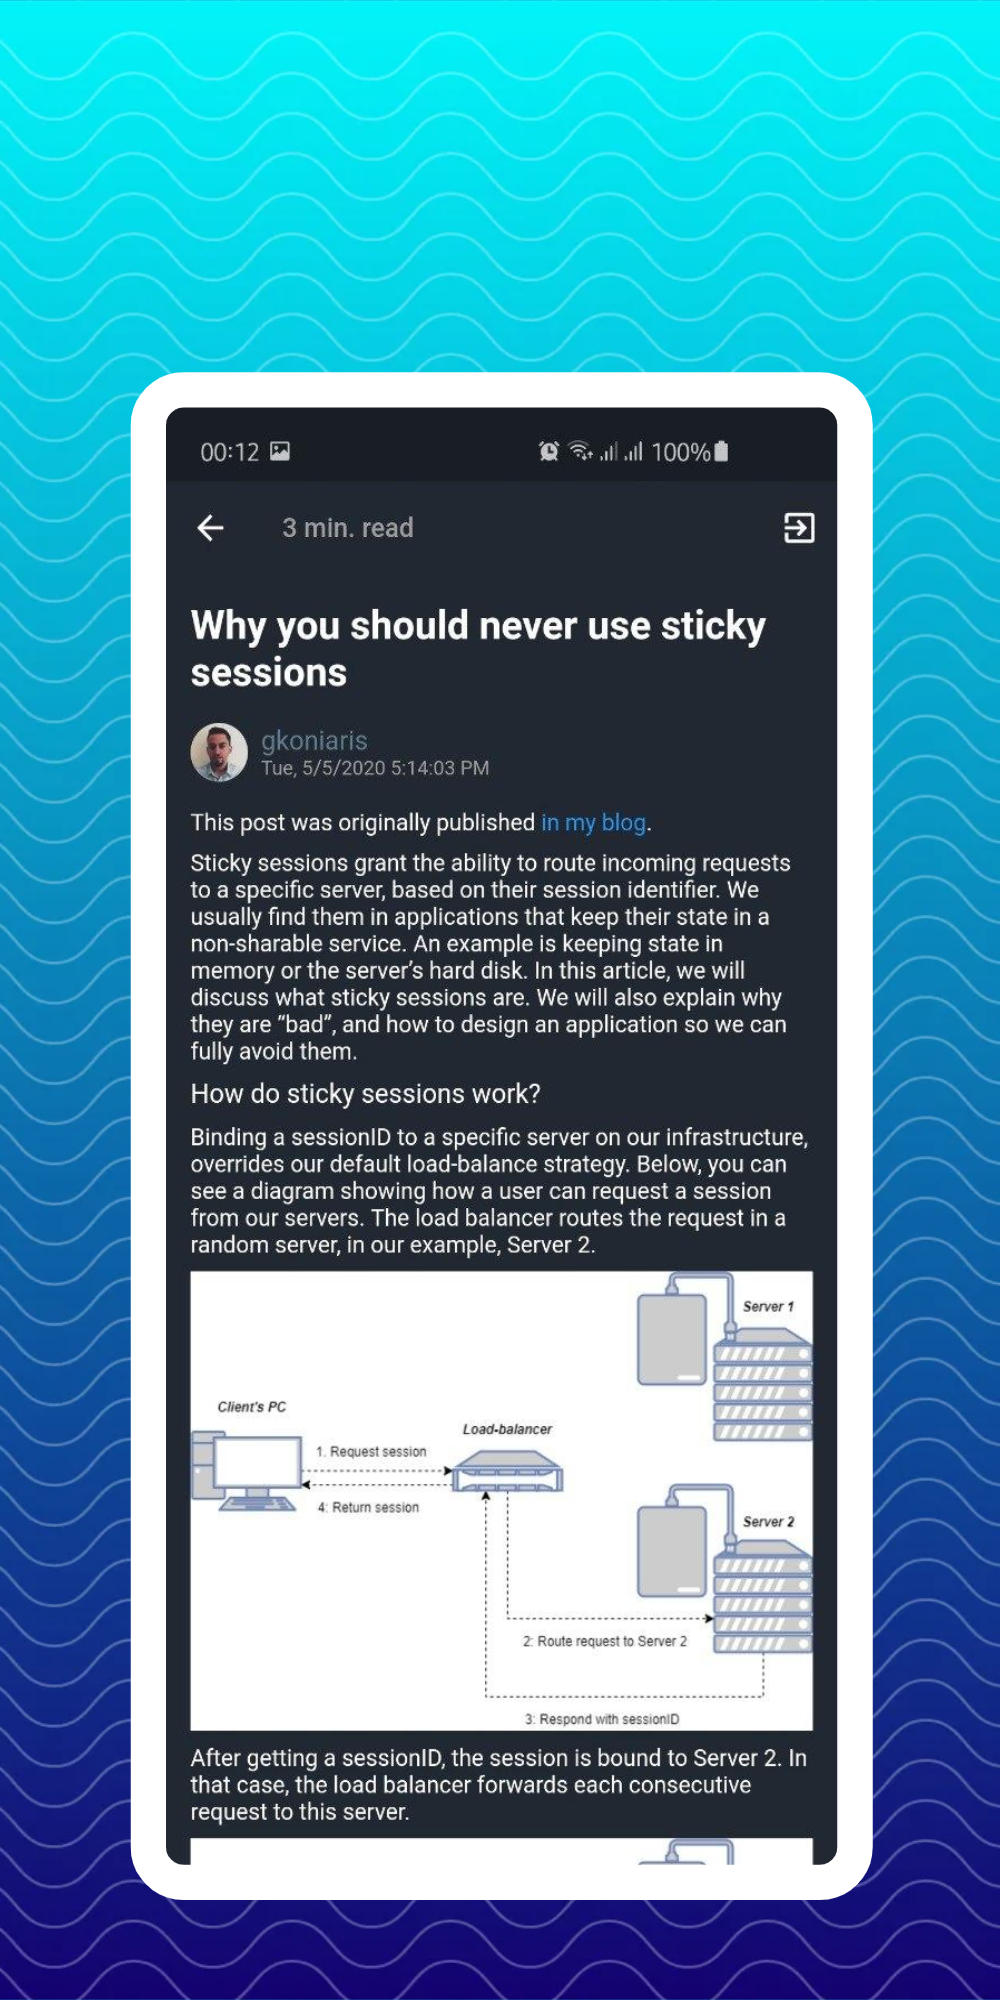 00:12
100%
3 min. read
Why you should never use sticky
sessions
gkoniaris
Tue, 5/5/2020 5:14:03 PM
This post was originally published in my blog.
Sticky sessions grant the ability to route incoming requests
to a specific server, based on their session identifier. We
usually find them in applications that keep their state in a
non-sharable service. An example is keeping state in
memory or the server’s hard disk. In this article, we will
discuss what sticky sessions are. We will also explain why
they are “bad”, and how to design an application so we can
fully avoid them.
How do sticky sessions work?
Binding a sessionID to a specific server on our infrastructure,
overrides our default load-balance strategy. Below, you can
see a diagram showing how a user can request a session
from our servers. The load balancer routes the request in a
random server, in our example, Server 2.
Server 1
Client's PC
Load-balancer
1. Request session
4: Return session
Server 2
2: Route request to Server 2
3: Respond with sessionID
After getting a sessionID, the session is bound to Server 2. In
that case, the load balancer forwards each consecutive
request to this server.